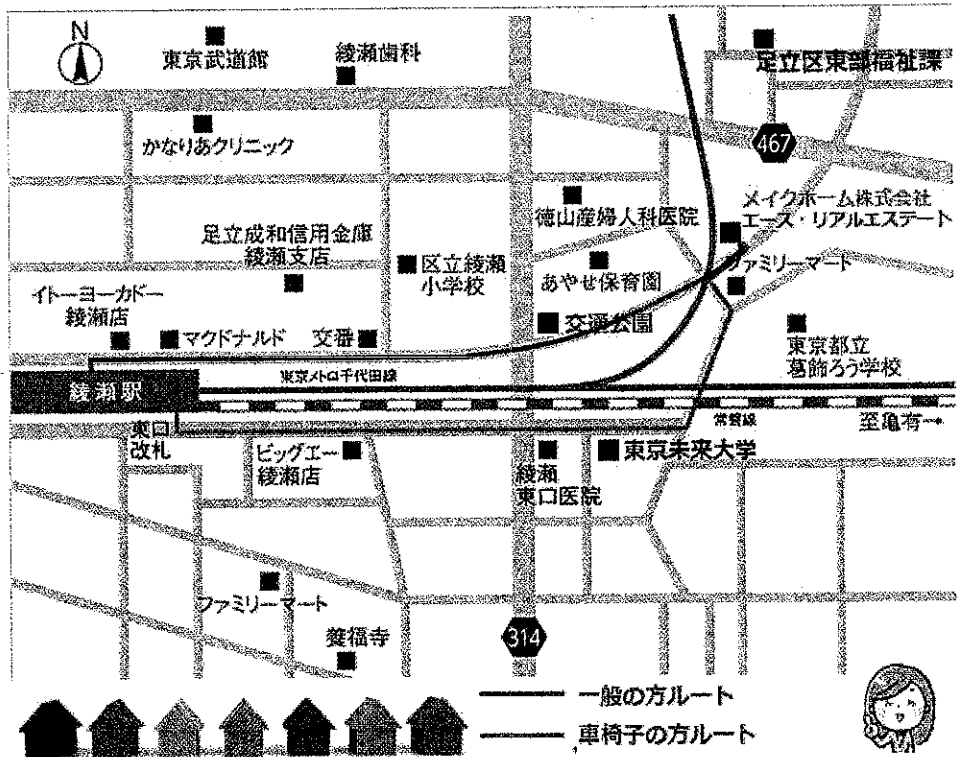 N
東京武道館
綾瀬歯科
足立区東部福祉課
かなりあクリニック
467
徳山産婦人科医院
メイクホーム株式会社
エース・リアルエステート
足立成和信用金庫
綾瀬支店
区立綾瀬
小学校
あやせ保育園
ファミリーマート
イトーヨーカドー
綾瀬店
マクドナルド
交番
交通公園
東京都立
葛飾ろう学校
綾瀬駅
東京メトロ千代田線
常磐線
至亀有→
東口
改札
ビッグエー
綾瀬店
綾瀬
東口医院
東京未来大学
ファミリーマート
養福寺
314
一般の方ルート
車椅子の方ルート